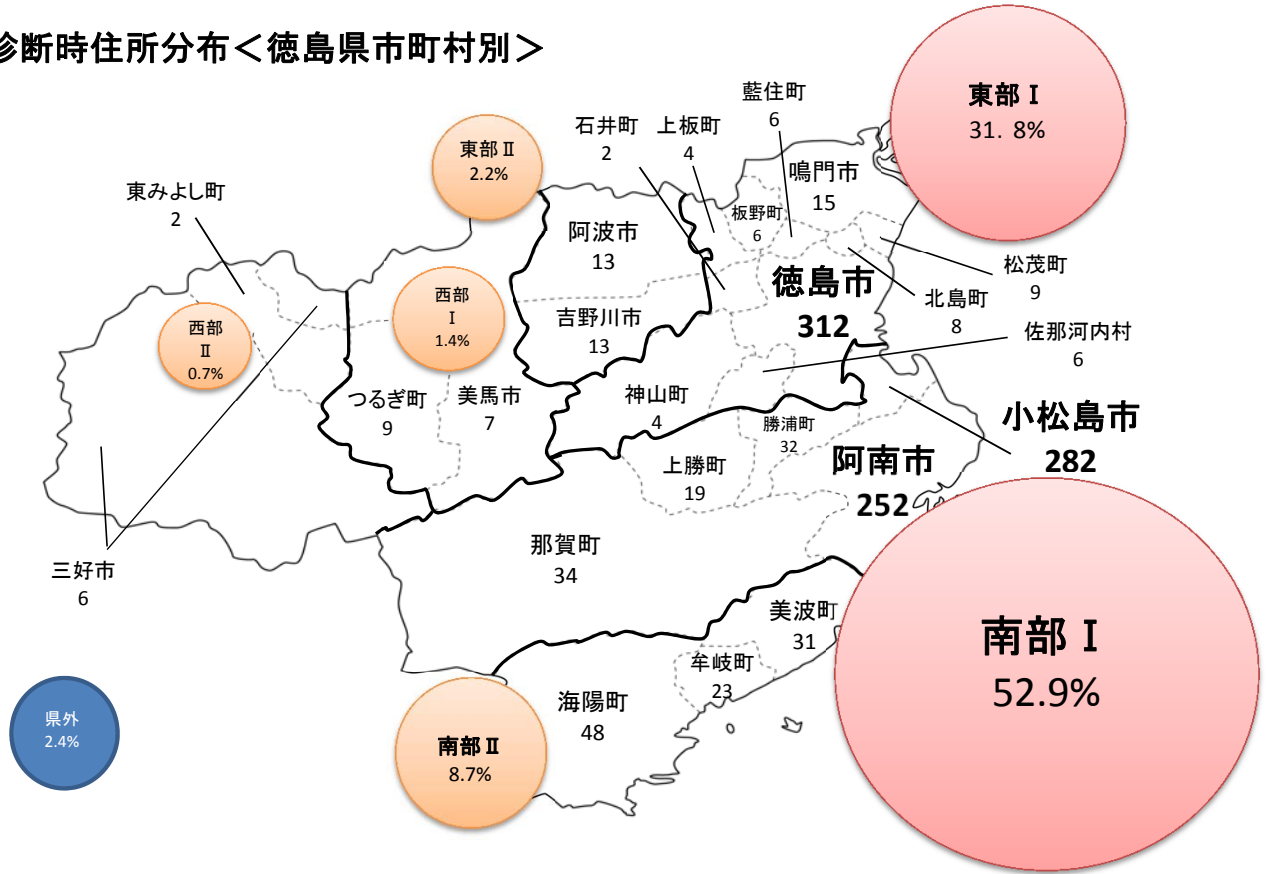 診断時住所分布＜徳島県市町村別＞
東部Ⅰ
31. 8%
藍住町
6
石井町
2
上板町
4
東部Ⅱ
2.2%
鳴門市
15
東みよし町
2
板野町
6
阿波市
13
松茂町
9
徳島市
312
北島町
8
西部
Ⅰ
1.4%
吉野川市
13
佐那河内村
6
西部
Ⅱ
0.7%
つるぎ町
9
美馬市
7
神山町
4
勝浦町
32
小松島市
282
上勝町
19
阿南市
252
那賀町
34
三好市
6
美波町
31
南部Ⅰ
52.9%
牟岐町
23
海陽町
48
県外
2.4%
南部Ⅱ
8.7%